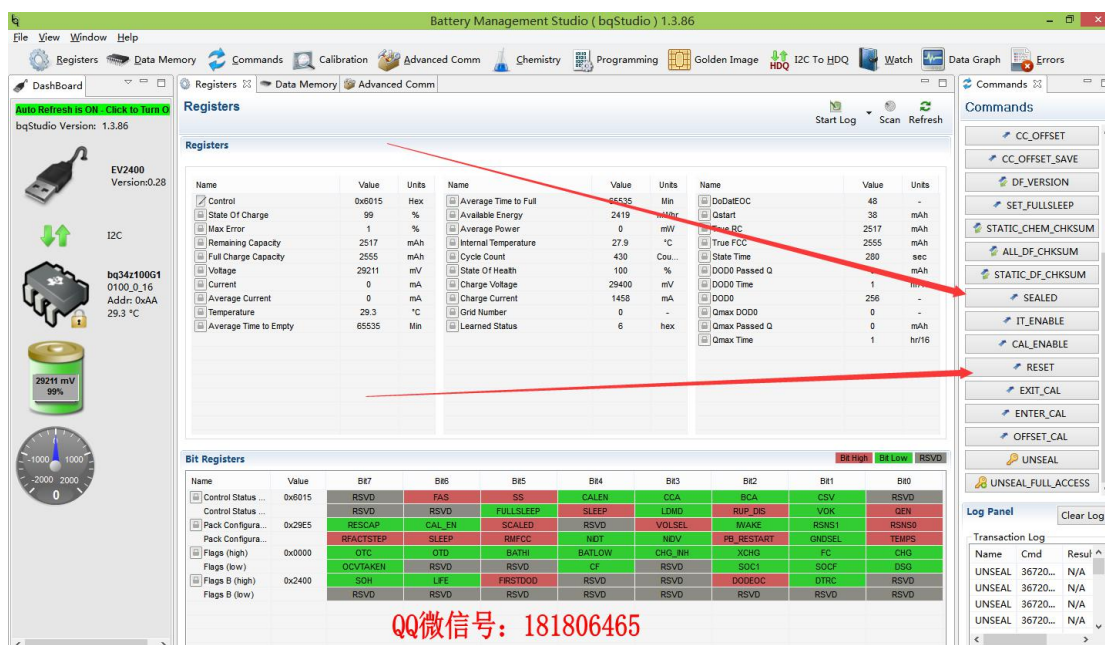 Battery Management Studio ( bqStudio ) 1.3.86
File View Window Help
Registers Data Memory Commands Calibration Advanced Comm Chemistry Programming Golden Image HDQ I2C To HDQ Watch Data Graph Errors
DashBoard
Registers Data Memory Advanced Comm
Commands
Auto Refresh is ON - Click to Turn O
bqStudio Version: 1.3.86
EV2400
Version:0.28
I2C
bq34z100G1
0100_0_16
Addr: 0xAA
29.3 °C
29211 mV
99%
-1000 1000
-2000 2000
0
Registers
Start Log Scan Refresh
Registers
Name Value Units Name Value Units Name Value Units
Control 0x6015 Hex Average Time to Full 65535 Min DoDatEOC 48 -
State Of Charge 99 % Available Energy 2419 mWhr Qstart 38 mAh
Max Error 1 % Average Power 0 mW True RC 2517 mAh
Remaining Capacity 2517 mAh Internal Temperature 27.9 °C True FCC 2555 mAh
Full Charge Capacity 2555 mAh Cycle Count 430 Cou... State Time 280 sec
Voltage 29211 mV State Of Health 100 % DOD0 Passed Q mAh
Current 0 mA Charge Voltage 29400 mV DOD0 Time 1
Average Current 0 mA Charge Current 1458 mA DOD0 256 -
Temperature 29.3 °C Grid Number 0 - Qmax DOD0 0 -
Average Time to Empty 65535 Min Learned Status 6 hex Qmax Passed Q 0 mAh
Qmax Time 1 hr/16
Bit Registers
Bit High Bit Low RSVD
Name Value Bit7 Bit6 Bit5 Bit4 Bit3 Bit2 Bit1 Bit0
Control Status ... 0x6015 RSVD FAS SS CALEN CCA BCA CSV RSVD
Control Status ... RSVD RSVD FULLSLEEP SLEEP LDMD RUP_DIS VOK QEN
Pack Configura... 0x29E5 RESCAP CAL_EN SCALED RSVD VOLSEL IWAKE RSNS1 RSNS0
Pack Configura... RFACTSTEP SLEEP RMFCC NiDT NiDV PB_RESTART GNDSEL TEMPS
Flags (high) 0x0000 OTC OTD BATHI BATLOW CHG_INH XCHG FC CHG
Flags (low) OCVTAKEN RSVD RSVD CF RSVD SOC1 SOCF DSG
Flags B (high) 0x2400 SOH LIFE FIRSTDOD RSVD RSVD DODEOC DTRC RSVD
Flags B (low) RSVD RSVD RSVD RSVD RSVD RSVD RSVD RSVD
QQ微信号：181806465
Commands
CC_OFFSET
CC_OFFSET_SAVE
DF_VERSION
SET_FULLSLEEP
STATIC_CHEM_CHKSUM
ALL_DF_CHKSUM
STATIC_DF_CHKSUM
SEALED
IT_ENABLE
CAL_ENABLE
RESET
EXIT_CAL
ENTER_CAL
OFFSET_CAL
UNSEAL
UNSEAL_FULL_ACCESS
Log Panel
Clear Log
Transaction Log
Name Cmd Result
UNSEAL 36720... N/A
UNSEAL 36720... N/A
UNSEAL 36720... N/A
UNSEAL 36720... N/A